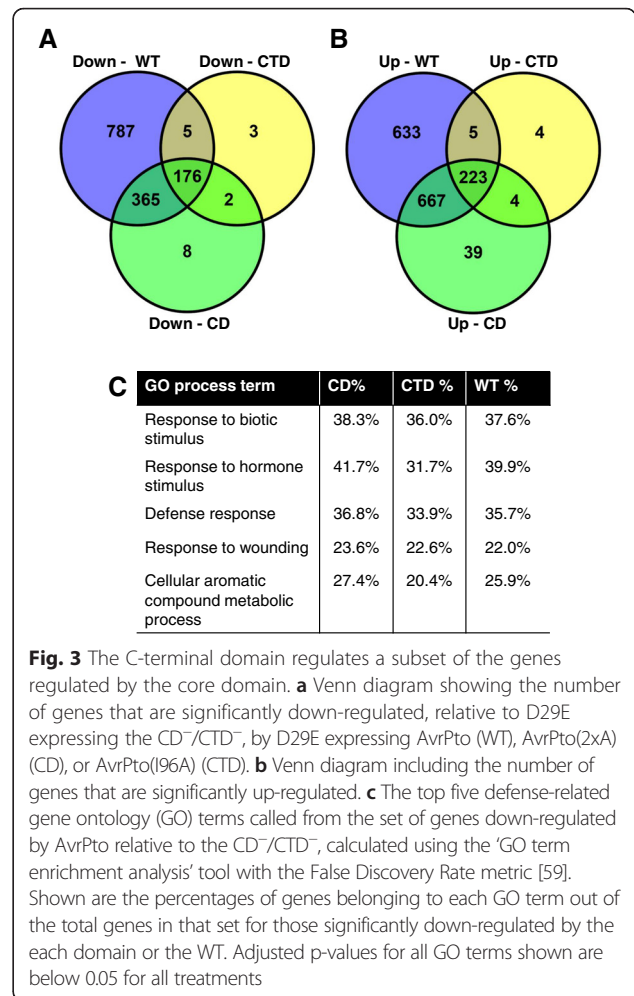 A
B
Down - WT
Down - CTD
Up - WT
Up - CTD
787
5
3
633
5
4
176
223
365
2
667
4
8
39
Down - CD
Up - CD
C
GO process term CD% CTD % WT %
Response to biotic 38.3% 36.0% 37.6%
stimulus
Response to hormone 41.7% 31.7% 39.9%
stimulus
Defense response 36.8% 33.9% 35.7%
Response to wounding 23.6% 22.6% 22.0%
Cellular aromatic 27.4% 20.4% 25.9%
compound metabolic
process
Fig. 3 The C-terminal domain regulates a subset of the genes
regulated by the core domain. a Venn diagram showing the number
of genes that are significantly down-regulated, relative to D29E
expressing the CD⁻/CTD⁻, by D29E expressing AvrPto (WT), AvrPto(2xA)
(CD), or AvrPto(I96A) (CTD). b Venn diagram including the number of
genes that are significantly up-regulated. c The top five defense-related
gene ontology (GO) terms called from the set of genes down-regulated
by AvrPto relative to the CD⁻/CTD⁻, calculated using the ‘GO term
enrichment analysis’ tool with the False Discovery Rate metric [59].
Shown are the percentages of genes belonging to each GO term out of
the total genes in that set for those significantly down-regulated by the
each domain or the WT. Adjusted p-values for all GO terms shown are
below 0.05 for all treatments